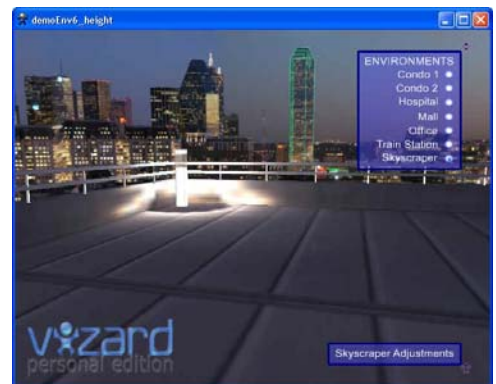 demoEnv6_height
ENVIRONMENTS
Condo 1
Condo 2
Hospital
Mall
Office
Train Station
Skyscraper
vizard
personal edition
Skyscraper Adjustments